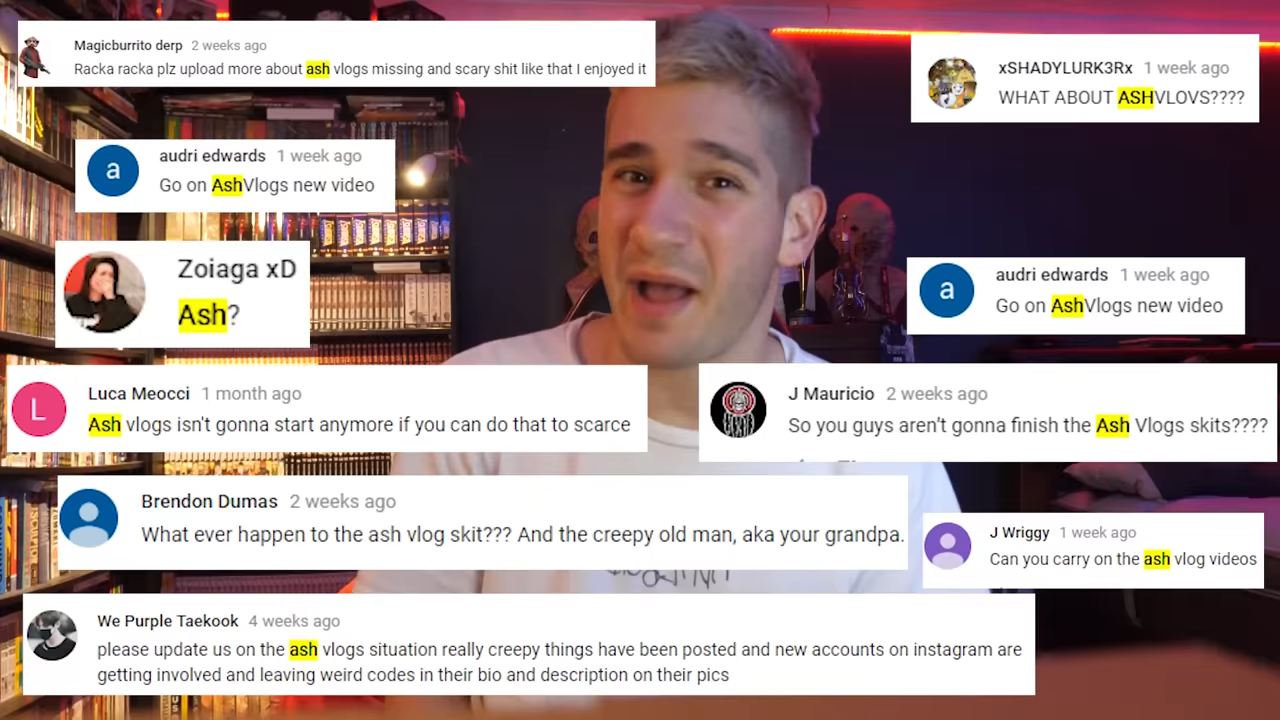 Magicburrito derp 2 weeks ago
Racka racka plz upload more about ash vlogs missing and scary shit like that I enjoyed it
xSHADYLURK3Rx 1 week ago
WHAT ABOUT ASHVLOVS????
a
audri edwards 1 week ago
Go on AshVlogs new video
Zoiaga xD
Ash?
a
audri edwards 1 week ago
Go on AshVlogs new video
L
Luca Meocci 1 month ago
Ash vlogs isn't gonna start anymore if you can do that to scarce
J Mauricio 2 weeks ago
So you guys aren't gonna finish the Ash Vlogs skits????
Brendon Dumas 2 weeks ago
What ever happen to the ash vlog skit??? And the creepy old man, aka your grandpa.
J Wriggy 1 week ago
Can you carry on the ash vlog videos
We Purple Taekook 4 weeks ago
please update us on the ash vlogs situation really creepy things have been posted and new accounts on instagram are
getting involved and leaving weird codes in their bio and description on their pics